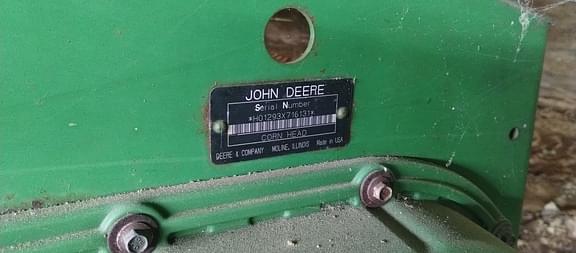 JOHN DEERE
Serial Number
*H01293X716131*
CORN HEAD
DEERE & COMPANY MOLINE, ILLINOIS Made in USA